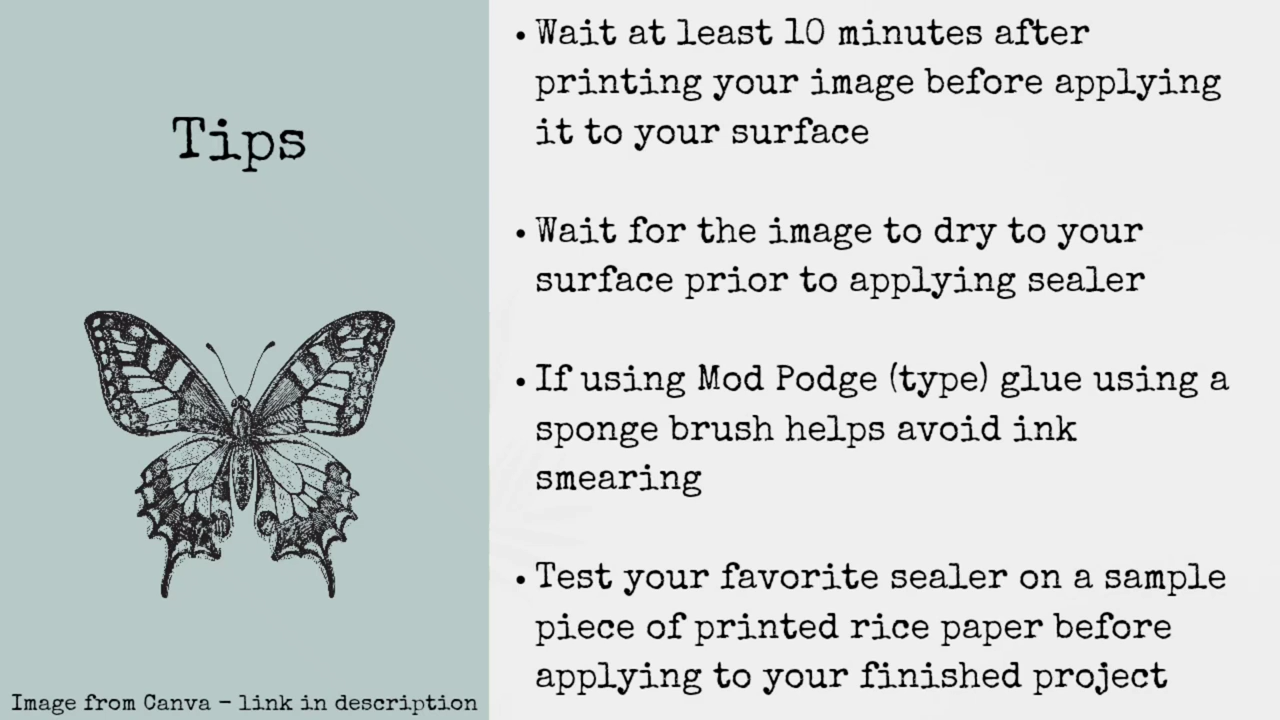 Tips
Image from Canva - link in description
• Wait at least 10 minutes after
printing your image before applying
it to your surface
• Wait for the image to dry to your
surface prior to applying sealer
• If using Mod Podge (type) glue using a
sponge brush helps avoid ink
smearing
• Test your favorite sealer on a sample
piece of printed rice paper before
applying to your finished project